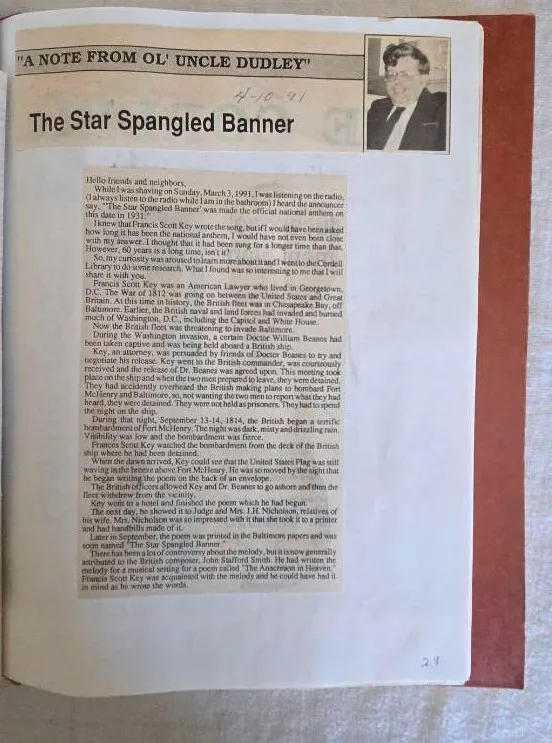 "A NOTE FROM OL' UNCLE DUDLEY"
4-10-91
The Star Spangled Banner
Hello friends and neighbors,
While I was shaving on Sunday, March 3, 1991, I was listening on the radio,
(I always listen to the radio while I am in the bathroom) I heard the announcer
say, "'The Star Spangled Banner' was made the official national anthem on
this date in 1931."
I knew that Francis Scott Key wrote the song, but if I would have been asked
how long it has been the national anthem, I would have not even been close
with my answer. I thought that it had been sung for a longer time than that.
However, 60 years is a long time, isn't it?
So, my curiosity was aroused to learn more about it and I went to the Cordell
Library to do some research. What I found was so interesting to me that I will
share it with you.
Francis Scott Key was an American Lawyer who lived in Georgetown,
D.C. The War of 1812 was going on between the United States and Great
Britain. At this time in history, the British fleet was in Chesapeake Bay, off
Baltimore. Earlier, the British naval and land forces had invaded and burned
much of Washington, D.C., including the Capitol and White House.
Now the British fleet was threatening to invade Baltimore.
During the Washington invasion, a certain Doctor William Beanes had
been taken captive and was being held aboard a British ship.
Key, an attorney, was persuaded by friends of Doctor Beanes to try and
negotiate his release. Key went to the British commander, was courteously
received and the release of Dr. Beanes was agreed upon. This meeting took
place on the ship and when the two men prepared to leave, they were detained.
They had accidently overheard the British making plans to bombard Fort
McHenry and Baltimore, so, not wanting the two men to report what they had
heard, they were detained. They were not held as prisoners. They had to spend
the night on the ship.
During that night, September 13-14, 1814, the British began a terrific
bombardment of Fort McHenry. The night was dark, misty and drizzling rain.
Visibility was low and the bombardment was fierce.
Frances Scott Key watched the bombardment from the deck of the British
ship where he had been detained.
When the dawn arrived, Key could see that the United States Flag was still
waving in the breeze above Fort McHenry. He was so moved by the sight that
he began writing the poem on the back of an envelope.
The British officers allowed Key and Dr. Beanes to go ashore and then the
fleet withdrew from the vicinity.
Key went to a hotel and finished the poem which he had begun.
The next day, he showed it to Judge and Mrs. J.H. Nicholson, relatives of
his wife. Mrs. Nicholson was so impressed with it that she took it to a printer
and had handbills made of it.
Later in September, the poem was printed in the Baltimore papers and was
soon named "The Star Spangled Banner."
There has been a lot of controversy about the melody, but it is now generally
attributed to the British composer, John Stafford Smith. He had written the
melody for a musical setting for a poem called "The Anacreaon in Heaven."
Francis Scott Key was acquainted with the melody and he could have had it
in mind as he wrote the words.
29